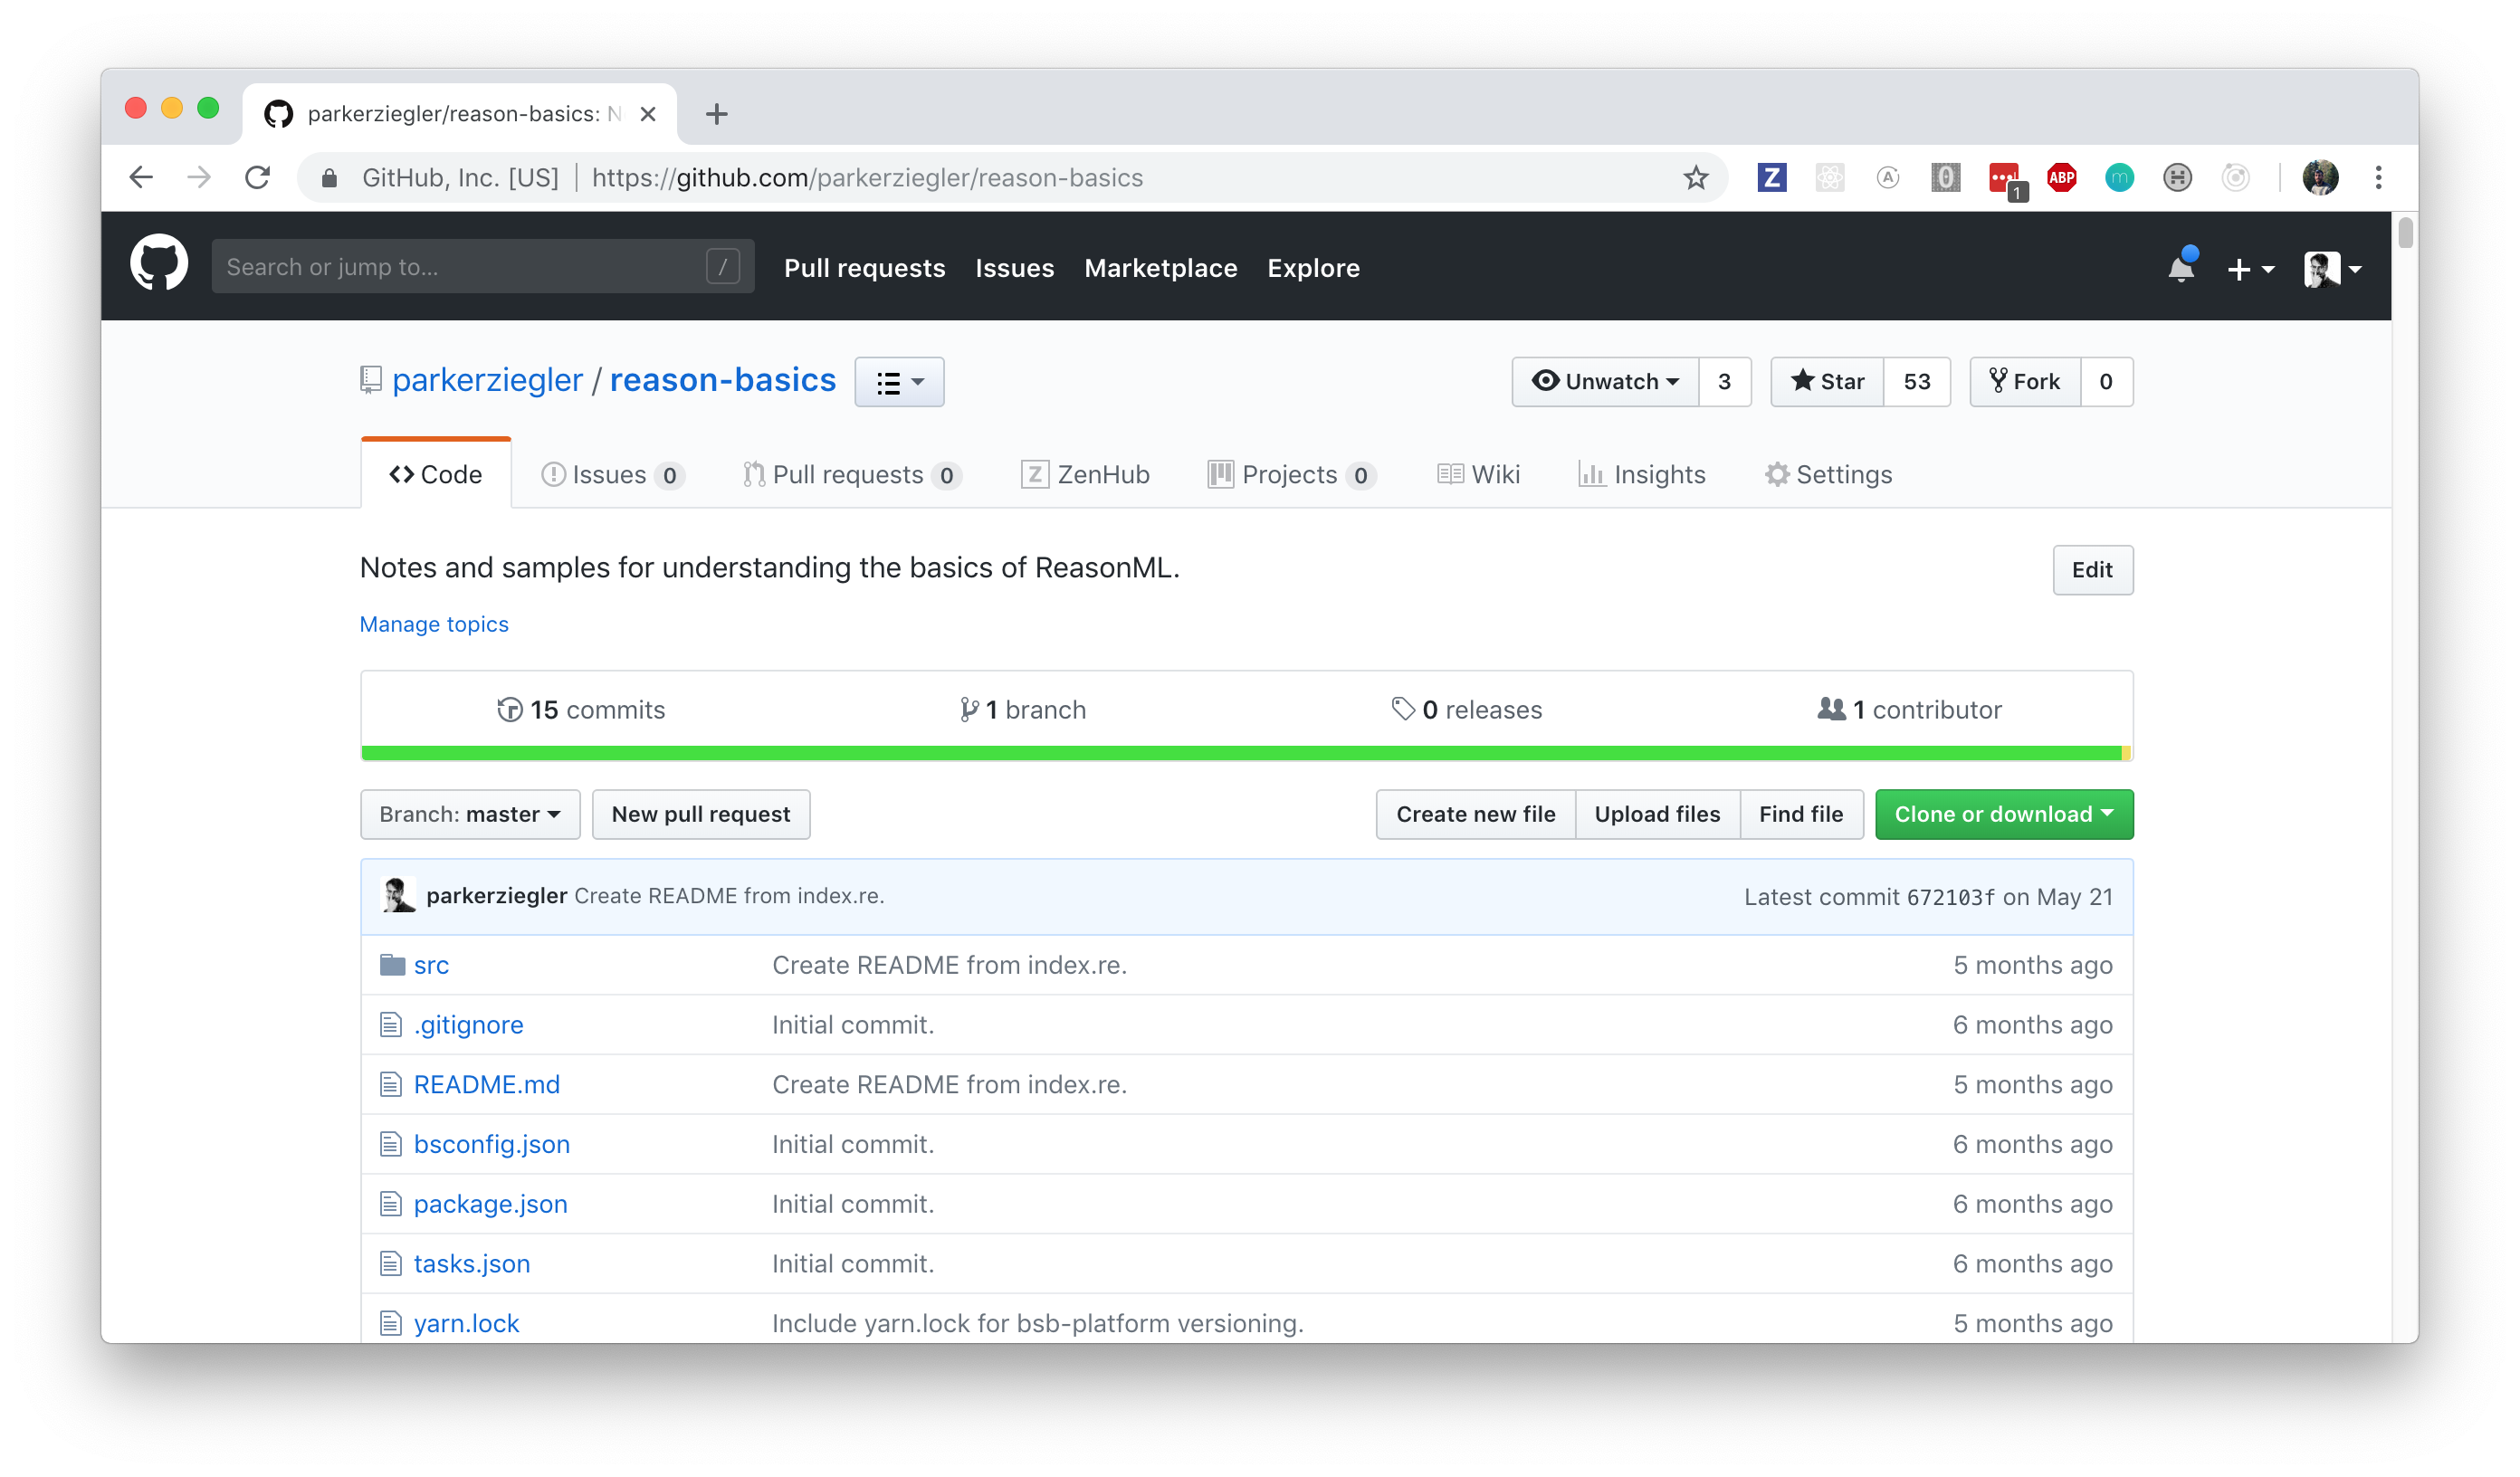 parkerziegler/reason-basics: N
GitHub, Inc. [US] | https://github.com/parkerziegler/reason-basics
Z A 0 1 ABP m H
Search or jump to... / Pull requests Issues Marketplace Explore
parkerziegler / reason-basics Unwatch 3 Star 53 Fork 0
Code Issues 0 Pull requests 0 Z ZenHub Projects 0 Wiki Insights Settings
Notes and samples for understanding the basics of ReasonML. Edit
Manage topics
15 commits 1 branch 0 releases 1 contributor
Branch: master New pull request Create new file Upload files Find file Clone or download
parkerziegler Create README from index.re. Latest commit 672103f on May 21
src Create README from index.re. 5 months ago
.gitignore Initial commit. 6 months ago
README.md Create README from index.re. 5 months ago
bsconfig.json Initial commit. 6 months ago
package.json Initial commit. 6 months ago
tasks.json Initial commit. 6 months ago
yarn.lock Include yarn.lock for bsb-platform versioning. 5 months ago